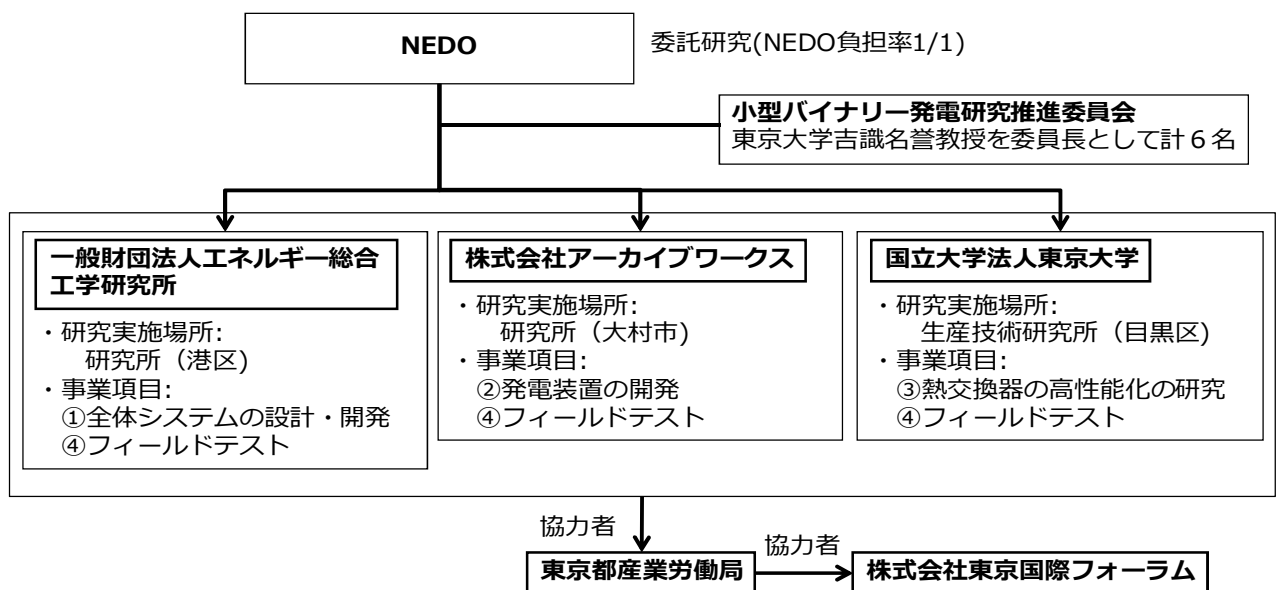 NEDO
委託研究(NEDO負担率1/1)
小型バイナリー発電研究推進委員会
東京大学吉識名誉教授を委員長として計６名
一般財団法人エネルギー総合
工学研究所
・研究実施場所:
研究所（港区)
・事業項目:
①全体システムの設計・開発
④フィールドテスト
株式会社アーカイブワークス
・研究実施場所:
研究所（大村市)
・事業項目:
②発電装置の開発
④フィールドテスト
国立大学法人東京大学
・研究実施場所:
生産技術研究所（目黒区)
・事業項目:
③熱交換器の高性能化の研究
④フィールドテスト
協力者
東京都産業労働局
協力者
株式会社東京国際フォーラム